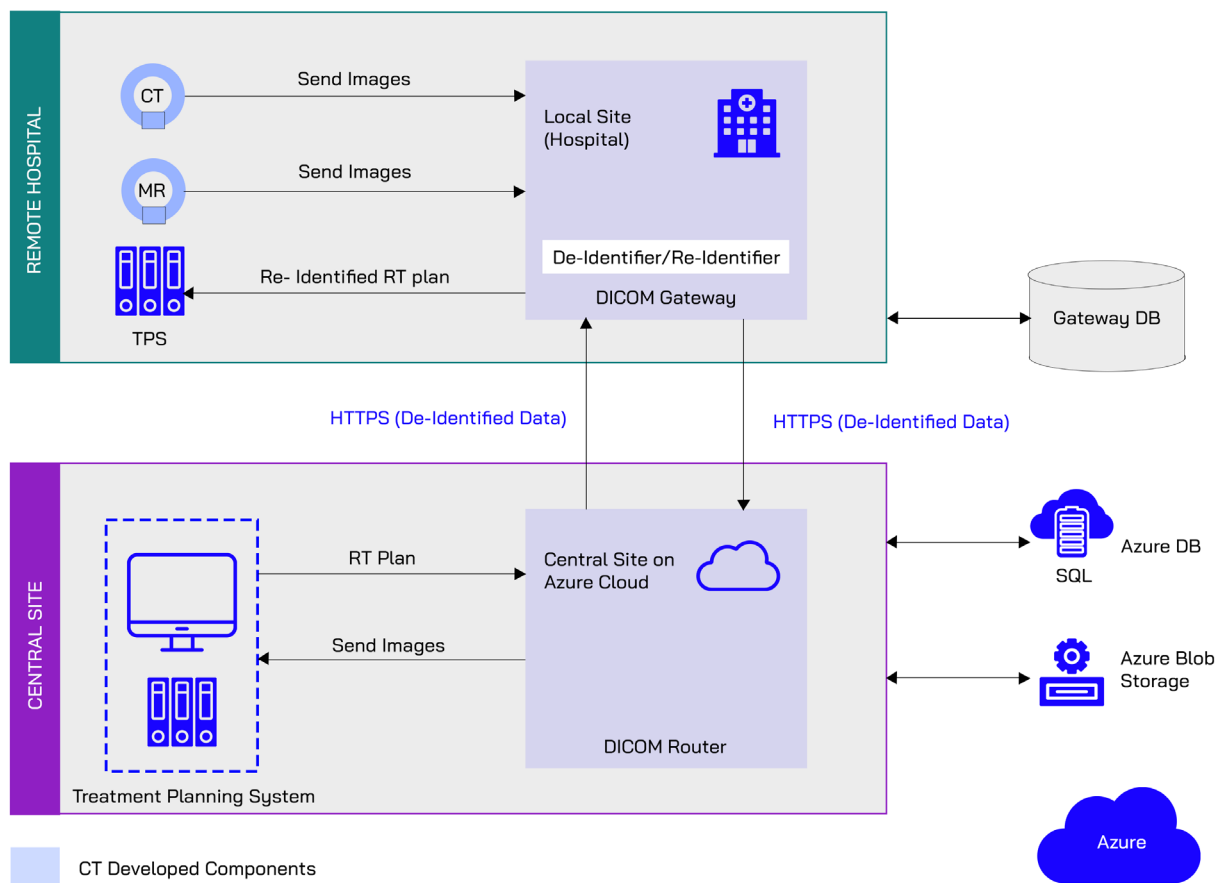 REMOTE HOSPITAL
CT
Send Images
Local Site
(Hospital)
MR
Send Images
De-Identifier/Re-Identifier
Re- Identified RT plan
DICOM Gateway
TPS
Gateway DB
HTTPS (De-Identified Data)
HTTPS (De-Identified Data)
CENTRAL SITE
RT Plan
Central Site on
Azure Cloud
Send Images
DICOM Router
Treatment Planning System
SQL
Azure DB
Azure Blob
Storage
Azure
CT Developed Components